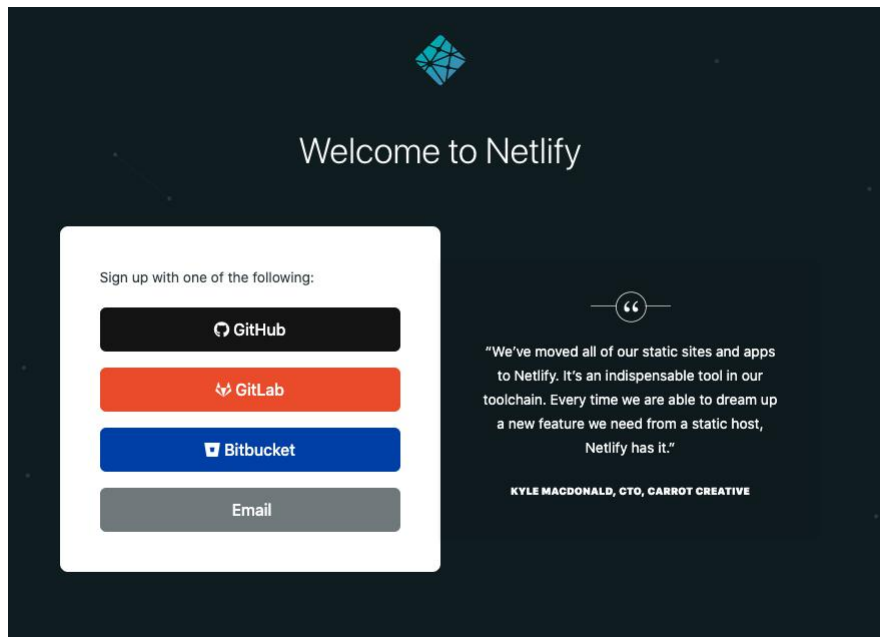 Welcome to Netlify
Sign up with one of the following:
GitHub
GitLab
Bitbucket
Email
“We’ve moved all of our static sites and apps
to Netlify. It’s an indispensable tool in our
toolchain. Every time we are able to dream up
a new feature we need from a static host,
Netlify has it.”
KYLE MACDONALD, CTO, CARROT CREATIVE